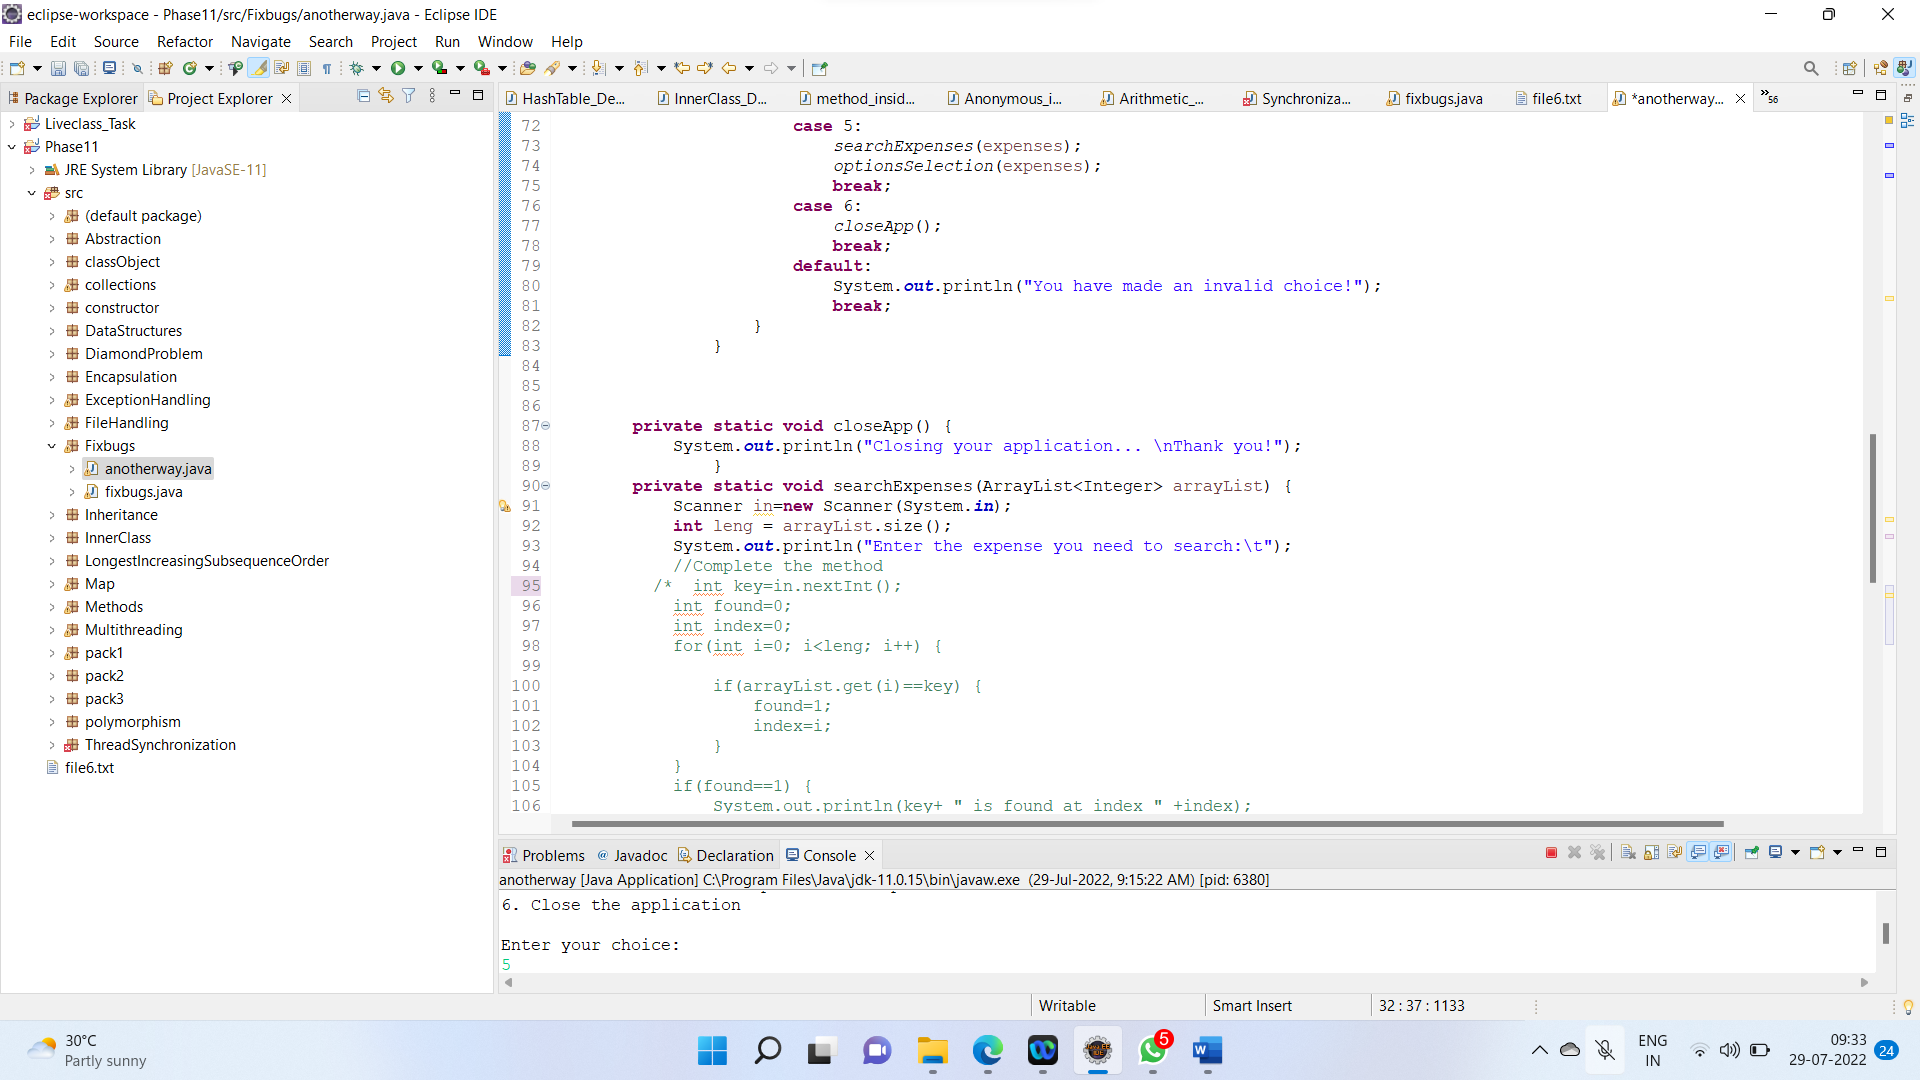 eclipse-workspace - Phase11/src/Fixbugs/anotherway.java - Eclipse IDE
File Edit Source Refactor Navigate Search Project Run Window Help
Package Explorer Project Explorer
HashTable_De... InnerClass_D... method_insid... Anonymous_i... Arithmetic_... Synchroniza... fixbugs.java file6.txt *anotherway... »56
Liveclass_Task
Phase11
JRE System Library [JavaSE-11]
src
(default package)
Abstraction
classObject
collections
constructor
DataStructures
DiamondProblem
Encapsulation
ExceptionHandling
FileHandling
Fixbugs
anotherway.java
fixbugs.java
Inheritance
InnerClass
LongestIncreasingSubsequenceOrder
Map
Methods
Multithreading
pack1
pack2
pack3
polymorphism
ThreadSynchronization
file6.txt
72 case 5:
73 searchExpenses(expenses);
74 optionsSelection(expenses);
75 break;
76 case 6:
77 closeApp();
78 break;
79 default:
80 System.out.println("You have made an invalid choice!");
81 break;
82 }
83 }
84
85
86
87 private static void closeApp() {
88 System.out.println("Closing your application... \nThank you!");
89 }
90 private static void searchExpenses(ArrayList<Integer> arrayList) {
91 Scanner in=new Scanner(System.in);
92 int leng = arrayList.size();
93 System.out.println("Enter the expense you need to search:\t");
94 //Complete the method
95 /* int key=in.nextInt();
96 int found=0;
97 int index=0;
98 for(int i=0; i<leng; i++) {
99
100 if(arrayList.get(i)==key) {
101 found=1;
102 index=i;
103 }
104 }
105 if(found==1) {
106 System.out.println(key+ " is found at index " +index);
Problems @ Javadoc Declaration Console
anotherway [Java Application] C:\Program Files\Java\jdk-11.0.15\bin\javaw.exe (29-Jul-2022, 9:15:22 AM) [pid: 6380]
6. Close the application
Enter your choice:
5
Writable Smart Insert 32 : 37 : 1133
30°C
Partly sunny
5
ENG
IN
09:33
29-07-2022
24